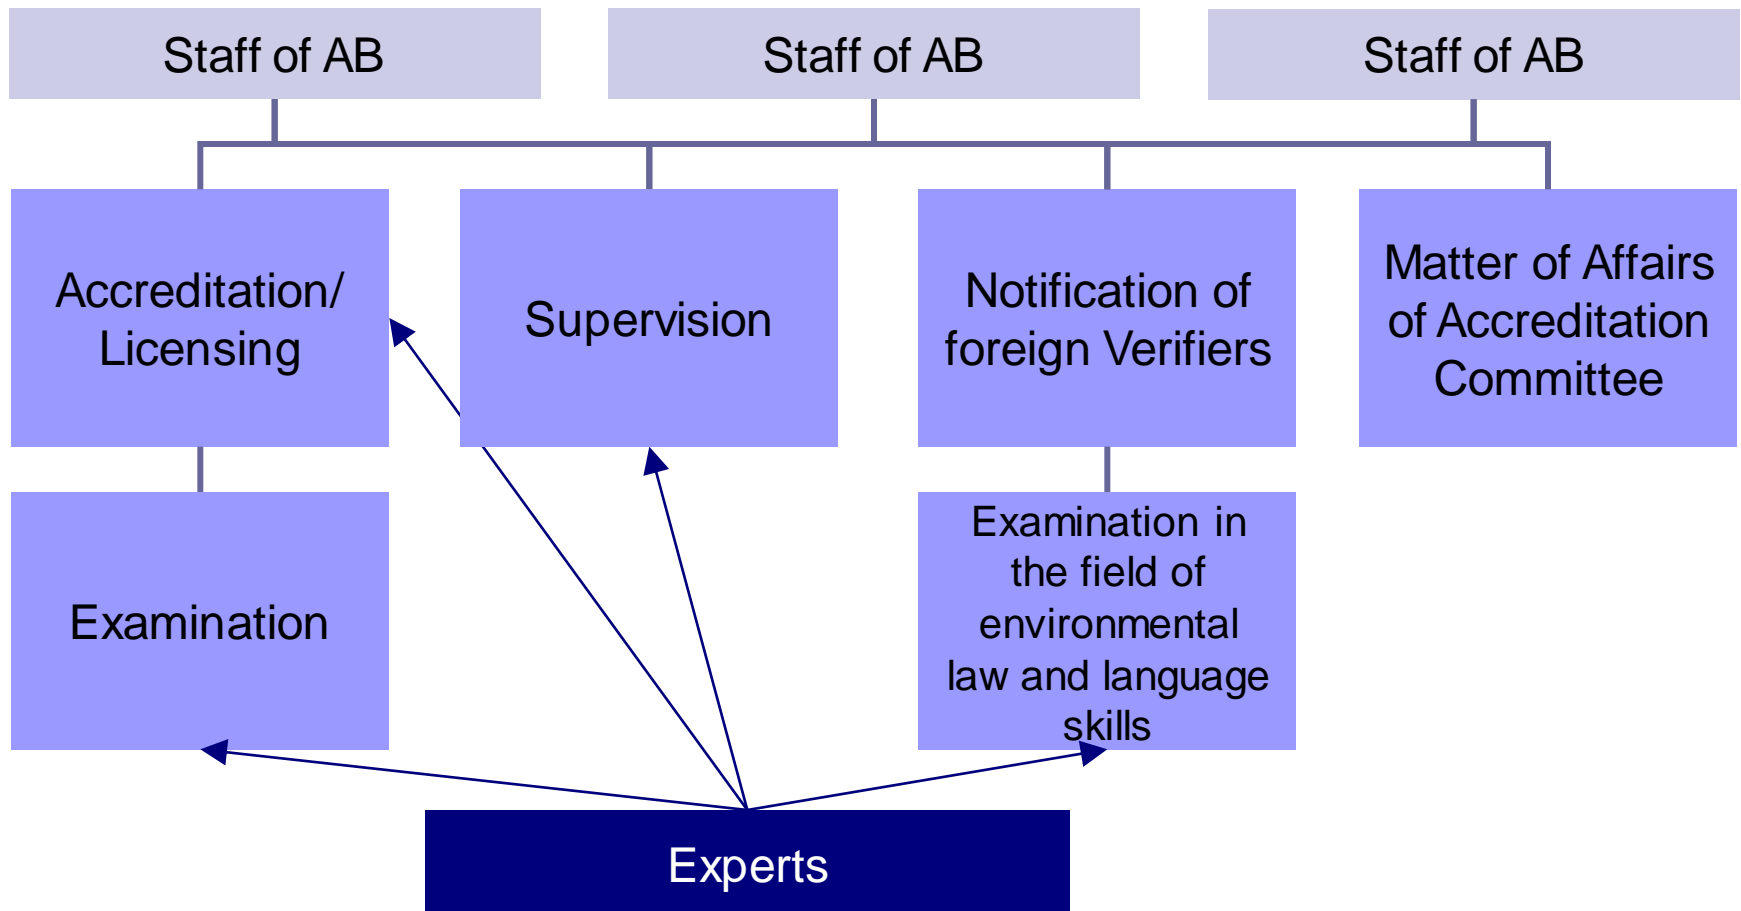 Staff of AB
Staff of AB
Staff of AB
Accreditation/
Licensing
Supervision
Notification of
foreign Verifiers
Matter of Affairs
of Accreditation
Committee
Examination
Examination in
the field of
environmental
law and language
skills
Experts